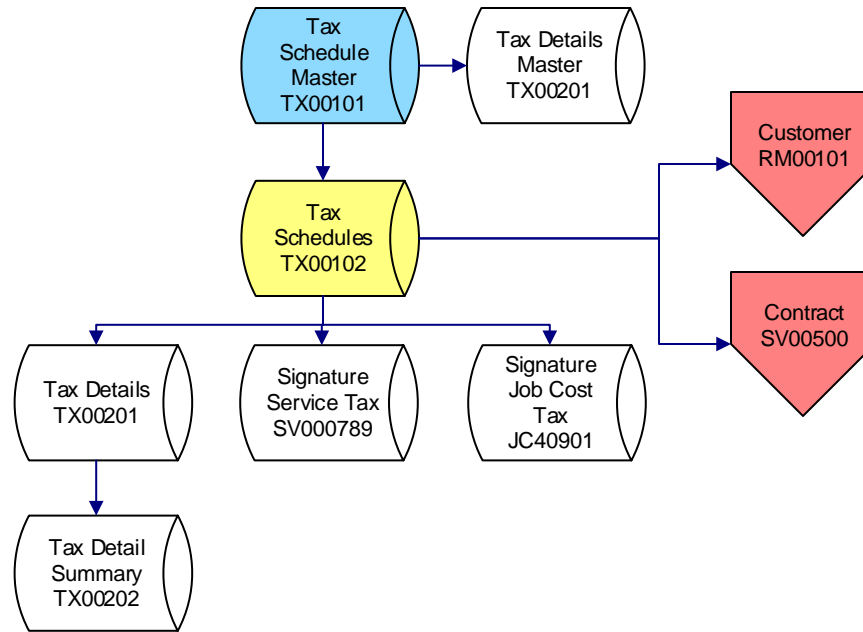 Tax
Schedule
Master
TX00101
Tax Details
Master
TX00201
Customer
RM00101
Tax
Schedules
TX00102
Contract
SV00500
Tax Details
TX00201
Signature
Service Tax
SV000789
Signature
Job Cost
Tax
JC40901
Tax Detail
Summary
TX00202